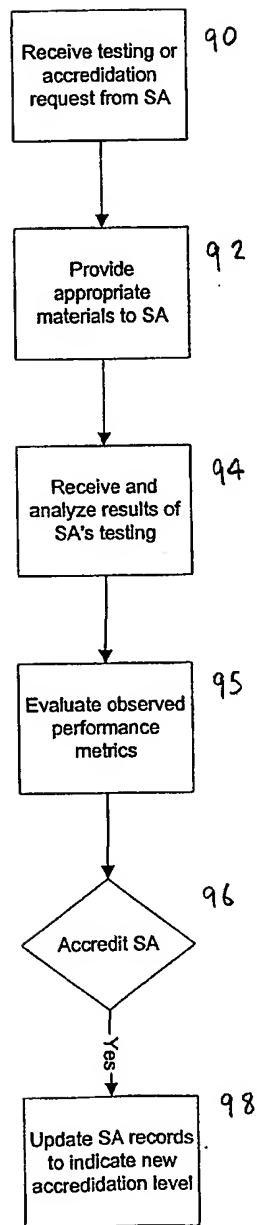 Receive testing or
accredidation
request from SA
90
Provide
appropriate
materials to SA
92
Receive and
analyze results of
SA's testing
94
Evaluate observed
performance
metrics
95
Accredit SA
96
Yes
Update SA records
to indicate new
accredidation level
98